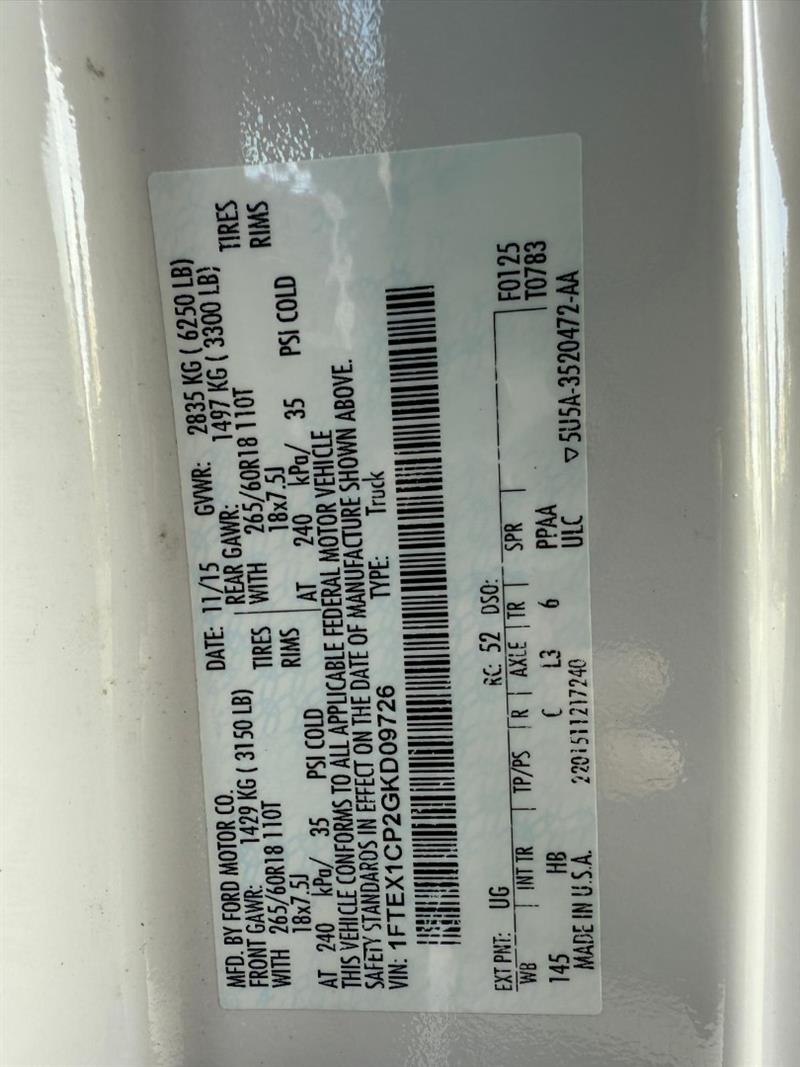 MFD. BY FORD MOTOR CO. DATE: 11/15 GVWR: 2835 KG ( 6250 LB)
FRONT GAWR: 1429 KG ( 3150 LB) REAR GAWR: 1497 KG ( 3300 LB)
WITH 265/60R18 110T TIRES WITH 265/60R18 110T TIRES
18x7.5J RIMS 18x7.5J RIMS
AT 240 kPa/ 35 PSI COLD AT 240 kPa/ 35 PSI COLD
THIS VEHICLE CONFORMS TO ALL APPLICABLE FEDERAL MOTOR VEHICLE
SAFETY STANDARDS IN EFFECT ON THE DATE OF MANUFACTURE SHOWN ABOVE.
VIN: 1FTEX1CP2GKD09726 TYPE: Truck
EXT PNT: UG RC: 52 DSO: F0125
WB INT TR TP/PS R AXLE TR SPR T0783
145 HB C L3 6 PPAA
MADE IN U.S.A. 2201511217240 ULC ▽5U5A-3520472-AA